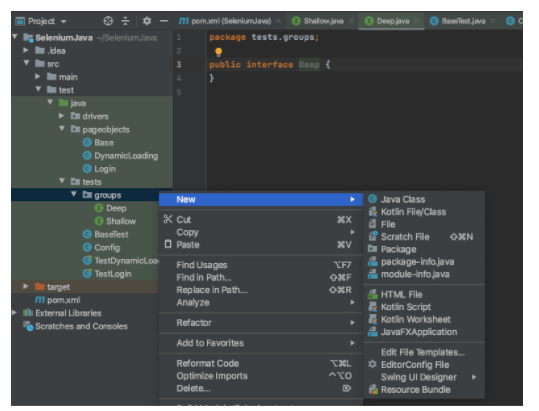 Project
pom.xml (SeleniumJava)
Shallow.java
Deep.java
BaseTest.java
SeleniumJava ~/SeleniumJava
.idea
src
main
test
java
drivers
pageobjects
Base
DynamicLoading
Login
tests
groups
Deep
Shallow
BaseTest
Config
TestDynamicLoa
TestLogin
target
pom.xml
External Libraries
Scratches and Consoles
1 package tests.groups;
2
3 public interface Deep {
4 }
5
New
Cut ⌘X
Copy
Paste ⌘V
Find Usages ⌥F7
Find in Path... ⇧⌘F
Replace in Path... ⇧⌘R
Analyze
Refactor
Add to Favorites
Reformat Code ⌥⌘L
Optimize Imports ^⌥O
Delete... ⌦
Java Class
Kotlin File/Class
File
Scratch File ⇧⌘N
Package
package-info.java
module-info.java
HTML File
Kotlin Script
Kotlin Worksheet
JavaFXApplication
Edit File Templates...
EditorConfig File
Swing UI Designer
Resource Bundle